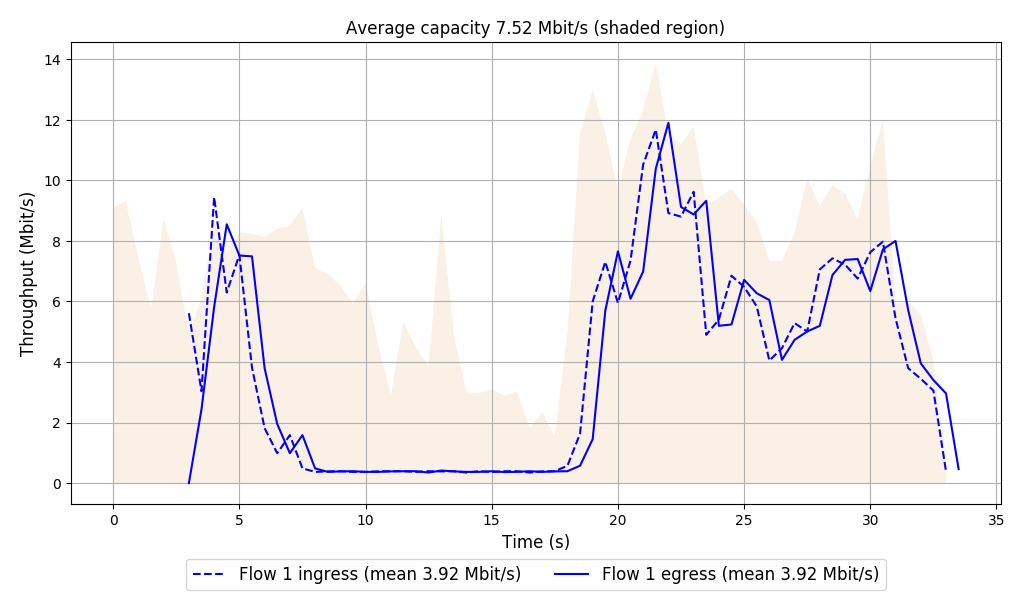 Average capacity 7.52 Mbit/s (shaded region)
Throughput (Mbit/s)
14
12
10
8
6
4
2
0
0 5 10 15 20 25 30 35
Time (s)
Flow 1 ingress (mean 3.92 Mbit/s) Flow 1 egress (mean 3.92 Mbit/s)